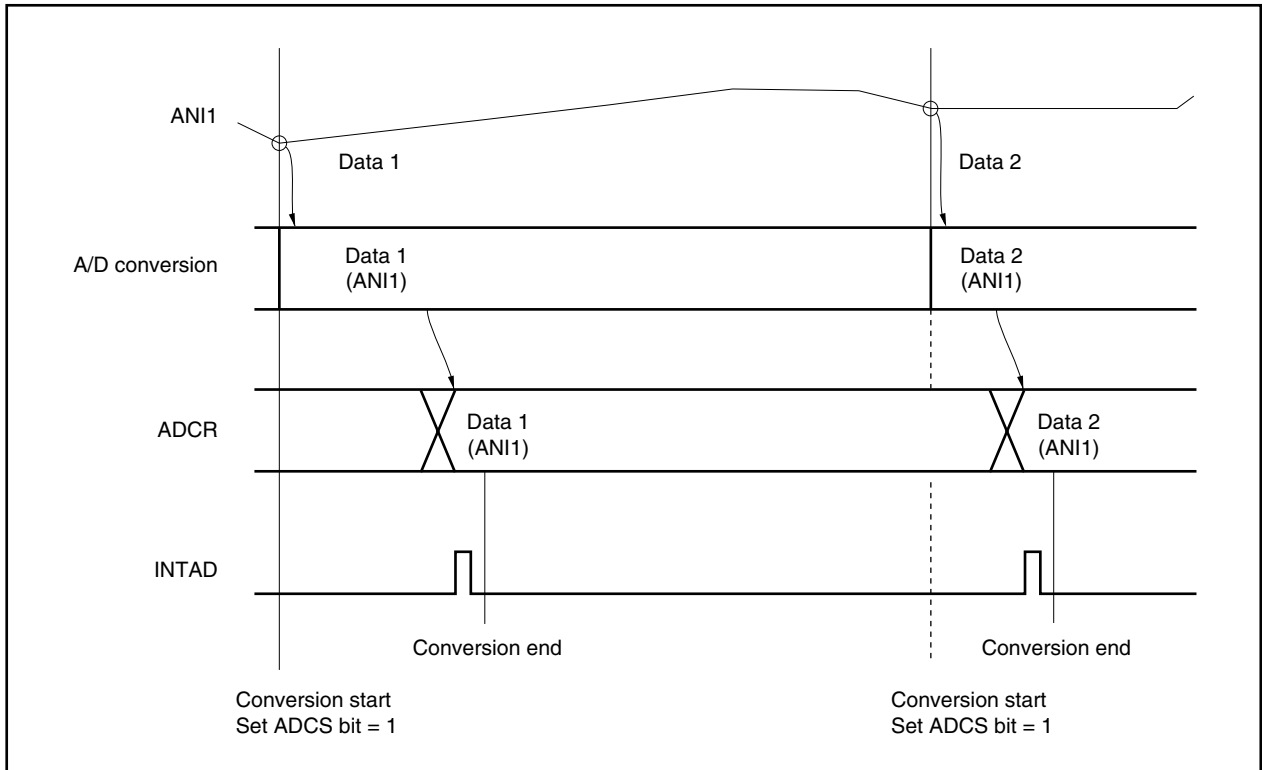 ANI1
Data 1
Data 2
A/D conversion
Data 1
(ANI1)
Data 2
(ANI1)
ADCR
Data 1
(ANI1)
Data 2
(ANI1)
INTAD
Conversion end
Conversion end
Conversion start
Set ADCS bit = 1
Conversion start
Set ADCS bit = 1